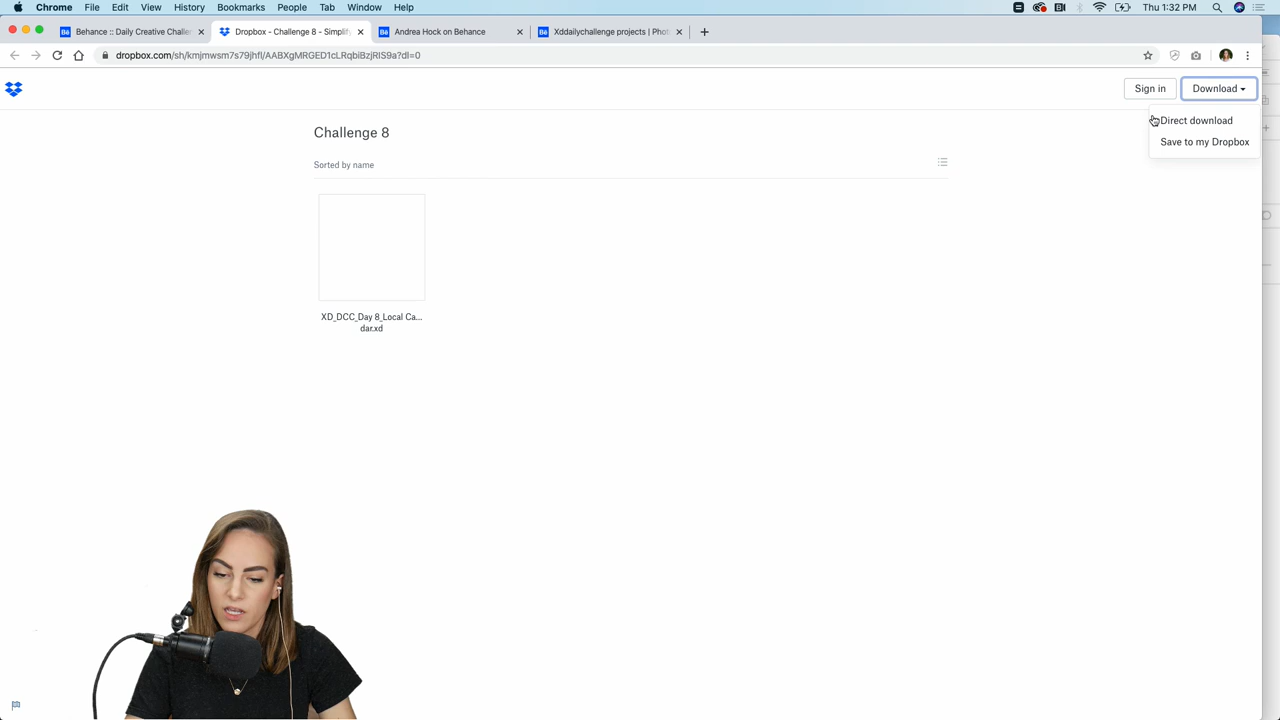 Chrome File Edit View History Bookmarks People Tab Window Help Thu 1:32 PM
Behance :: Daily Creative Challen
Dropbox - Challenge 8 - Simplify
Andrea Hock on Behance
Xddailychallenge projects | Phot
dropbox.com/sh/kmjmwsm7s79jhfl/AABXgMRGED1cLRqbiBzjRIS9a?dl=0
Sign in Download
Direct download
Save to my Dropbox
Challenge 8
Sorted by name
XD_DCC_Day 8_Local Ca...
dar.xd